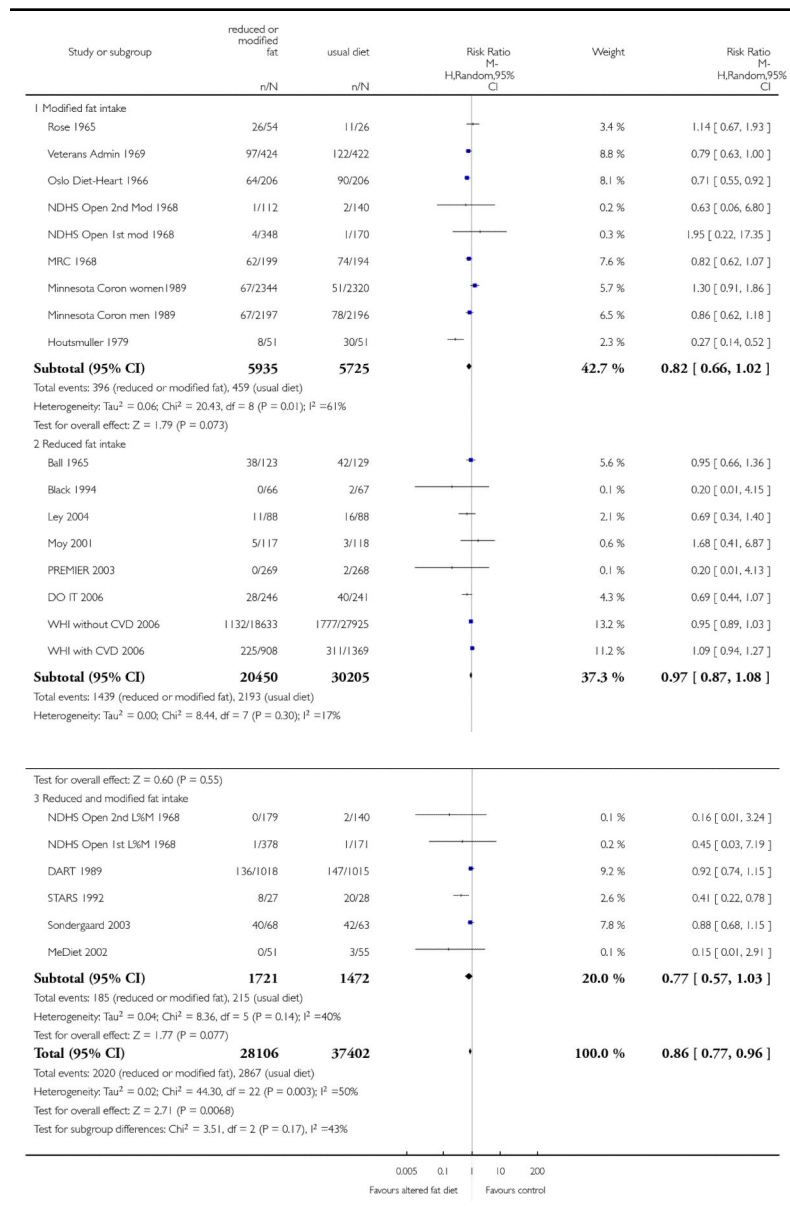 Study or subgroup reduced or modified fat usual diet Risk Ratio Weight Risk Ratio
n/N n/N M-H,Random,95% CI M-H,Random,95% CI
1 Modified fat intake
Rose 1965 26/54 11/26 3.4 % 1.14 [ 0.67, 1.93 ]
Veterans Admin 1969 97/424 122/422 8.8 % 0.79 [ 0.63, 1.00 ]
Oslo Diet-Heart 1966 64/206 90/206 8.1 % 0.71 [ 0.55, 0.92 ]
NDHS Open 2nd Mod 1968 1/112 2/140 0.2 % 0.63 [ 0.06, 6.80 ]
NDHS Open 1st mod 1968 4/348 1/170 0.3 % 1.95 [ 0.22, 17.35 ]
MRC 1968 62/199 74/194 7.6 % 0.82 [ 0.62, 1.07 ]
Minnesota Coron women1989 67/2344 51/2320 5.7 % 1.30 [ 0.91, 1.86 ]
Minnesota Coron men 1989 67/2197 78/2196 6.5 % 0.86 [ 0.62, 1.18 ]
Houtsmuller 1979 8/51 30/51 2.3 % 0.27 [ 0.14, 0.52 ]
Subtotal (95% CI) 5935 5725 42.7 % 0.82 [ 0.66, 1.02 ]
Total events: 396 (reduced or modified fat), 459 (usual diet)
Heterogeneity: Tau² = 0.06; Chi² = 20.43, df = 8 (P = 0.01); I² =61%
Test for overall effect: Z = 1.79 (P = 0.073)
2 Reduced fat intake
Ball 1965 38/123 42/129 5.6 % 0.95 [ 0.66, 1.36 ]
Black 1994 0/66 2/67 0.1 % 0.20 [ 0.01, 4.15 ]
Ley 2004 11/88 16/88 2.1 % 0.69 [ 0.34, 1.40 ]
Moy 2001 5/117 3/118 0.6 % 1.68 [ 0.41, 6.87 ]
PREMIER 2003 0/269 2/268 0.1 % 0.20 [ 0.01, 4.13 ]
DO IT 2006 28/246 40/241 4.3 % 0.69 [ 0.44, 1.07 ]
WHI without CVD 2006 1132/18633 1777/27925 13.2 % 0.95 [ 0.89, 1.03 ]
WHI with CVD 2006 225/908 311/1369 11.2 % 1.09 [ 0.94, 1.27 ]
Subtotal (95% CI) 20450 30205 37.3 % 0.97 [ 0.87, 1.08 ]
Total events: 1439 (reduced or modified fat), 2193 (usual diet)
Heterogeneity: Tau² = 0.00; Chi² = 8.44, df = 7 (P = 0.30); I² =17%
Test for overall effect: Z = 0.60 (P = 0.55)
3 Reduced and modified fat intake
NDHS Open 2nd L%M 1968 0/179 2/140 0.1 % 0.16 [ 0.01, 3.24 ]
NDHS Open 1st L%M 1968 1/378 1/171 0.2 % 0.45 [ 0.03, 7.19 ]
DART 1989 136/1018 147/1015 9.2 % 0.92 [ 0.74, 1.15 ]
STARS 1992 8/27 20/28 2.6 % 0.41 [ 0.22, 0.78 ]
Sondergaard 2003 40/68 42/63 7.8 % 0.88 [ 0.68, 1.15 ]
MeDiet 2002 0/51 3/55 0.1 % 0.15 [ 0.01, 2.91 ]
Subtotal (95% CI) 1721 1472 20.0 % 0.77 [ 0.57, 1.03 ]
Total events: 185 (reduced or modified fat), 215 (usual diet)
Heterogeneity: Tau² = 0.04; Chi² = 8.36, df = 5 (P = 0.14); I² =40%
Test for overall effect: Z = 1.77 (P = 0.077)
Total (95% CI) 28106 37402 100.0 % 0.86 [ 0.77, 0.96 ]
Total events: 2020 (reduced or modified fat), 2867 (usual diet)
Heterogeneity: Tau² = 0.02; Chi² = 44.30, df = 22 (P = 0.003); I² =50%
Test for overall effect: Z = 2.71 (P = 0.0068)
Test for subgroup differences: Chi² = 3.51, df = 2 (P = 0.17), I² =43%
0.005 0.1 1 10 200
Favours altered fat diet Favours control